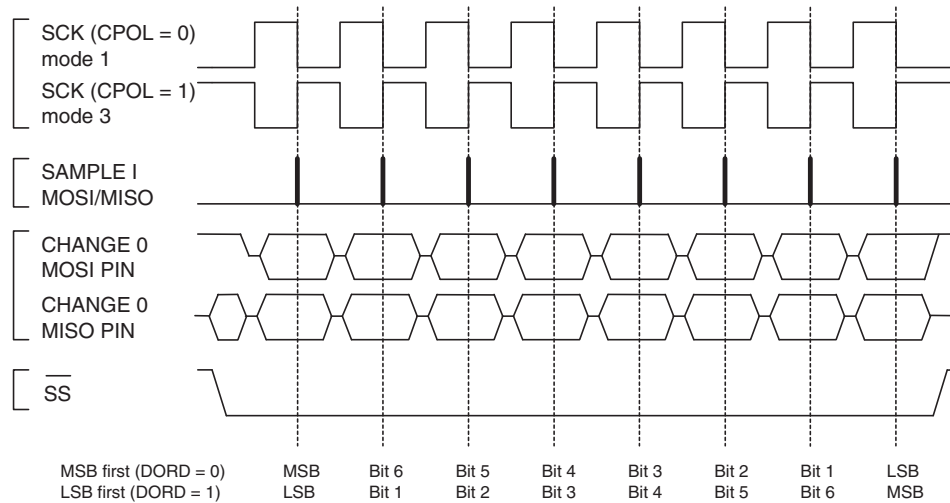 SCK (CPOL = 0)
mode 1
SCK (CPOL = 1)
mode 3
SAMPLE I
MOSI/MISO
CHANGE 0
MOSI PIN
CHANGE 0
MISO PIN
SS
MSB first (DORD = 0) MSB Bit 6 Bit 5 Bit 4 Bit 3 Bit 2 Bit 1 LSB
LSB first (DORD = 1) LSB Bit 1 Bit 2 Bit 3 Bit 4 Bit 5 Bit 6 MSB